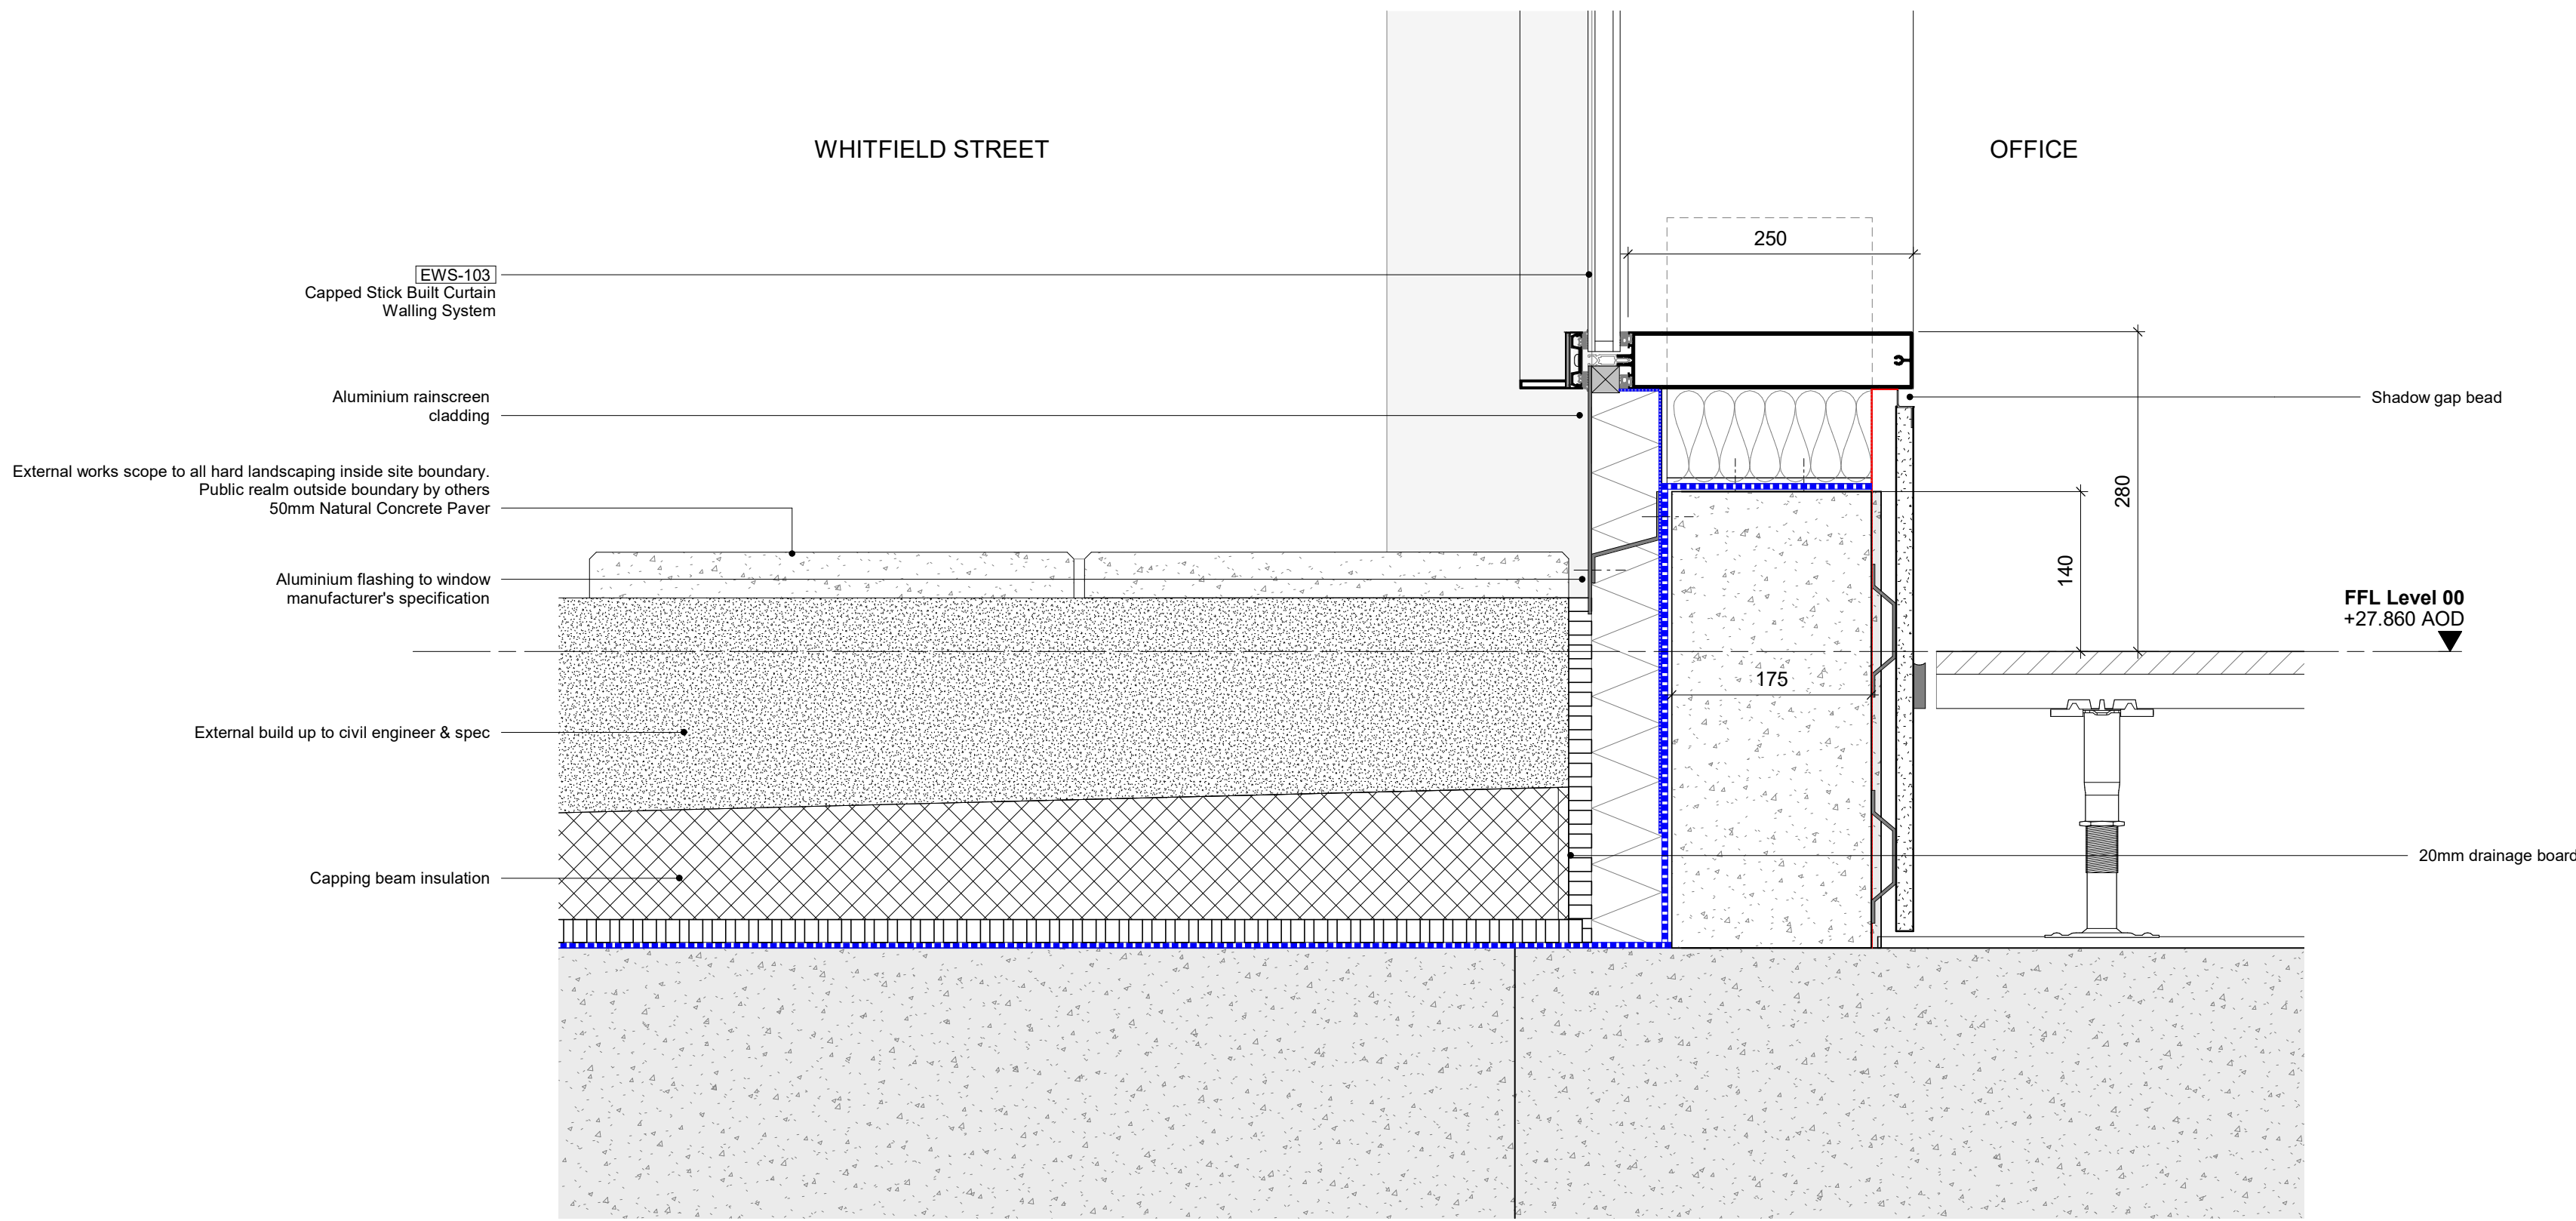 WHITFIELD STREET
OFFICE
250
EWS-103
Capped Stick Built Curtain
Walling System
Aluminium rainscreen
cladding
Shadow gap bead
External works scope to all hard landscaping inside site boundary.
Public realm outside boundary by others
50mm Natural Concrete Paver
280
140
Aluminium flashing to window
manufacturer's specification
FFL Level 00
+27.860 AOD
175
External build up to civil engineer & spec
20mm drainage board
Capping beam insulation